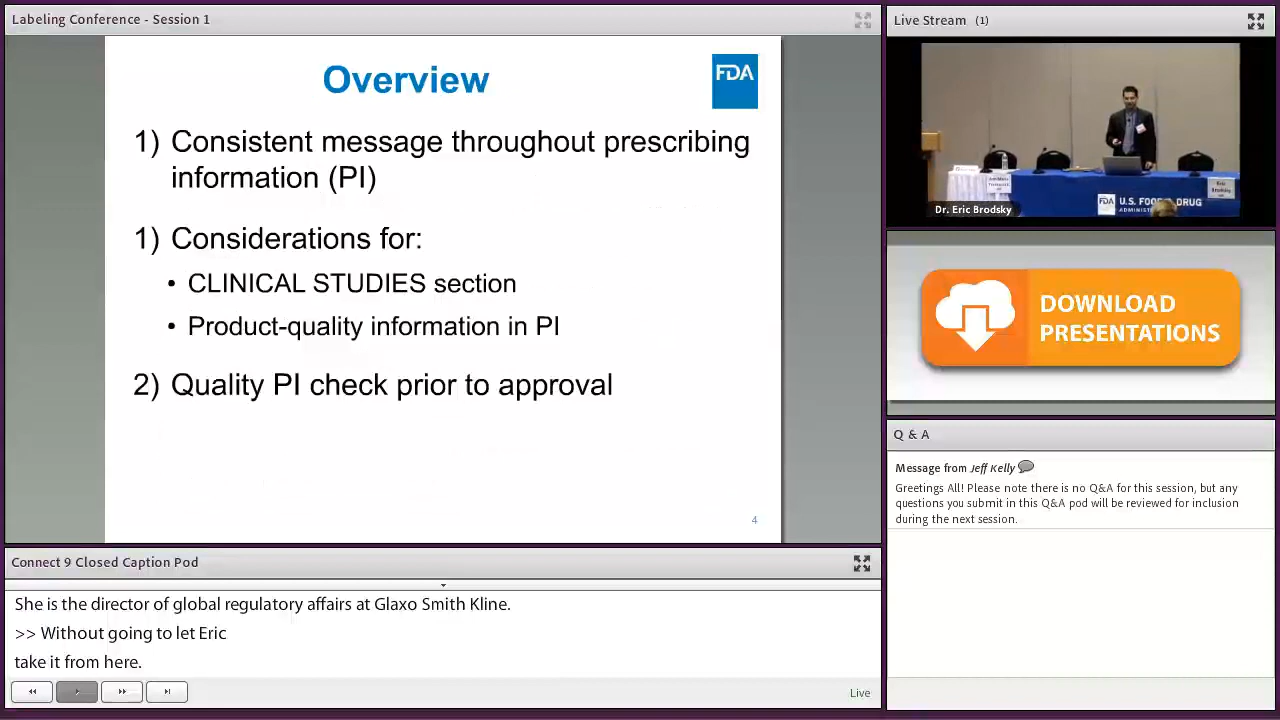 Labeling Conference - Session 1
Overview
FDA
1) Consistent message throughout prescribing
information (PI)
1) Considerations for:
• CLINICAL STUDIES section
• Product-quality information in PI
2) Quality PI check prior to approval
4
Connect 9 Closed Caption Pod
She is the director of global regulatory affairs at Glaxo Smith Kline.
>> Without going to let Eric
take it from here.
Live
Live Stream (1)
FDA U.S. FOOD & DRUG
Dr. Eric Brodsky
DOWNLOAD
PRESENTATIONS
Q & A
Message from Jeff Kelly
Greetings All! Please note there is no Q&A for this session, but any
questions you submit in this Q&A pod will be reviewed for inclusion
during the next session.